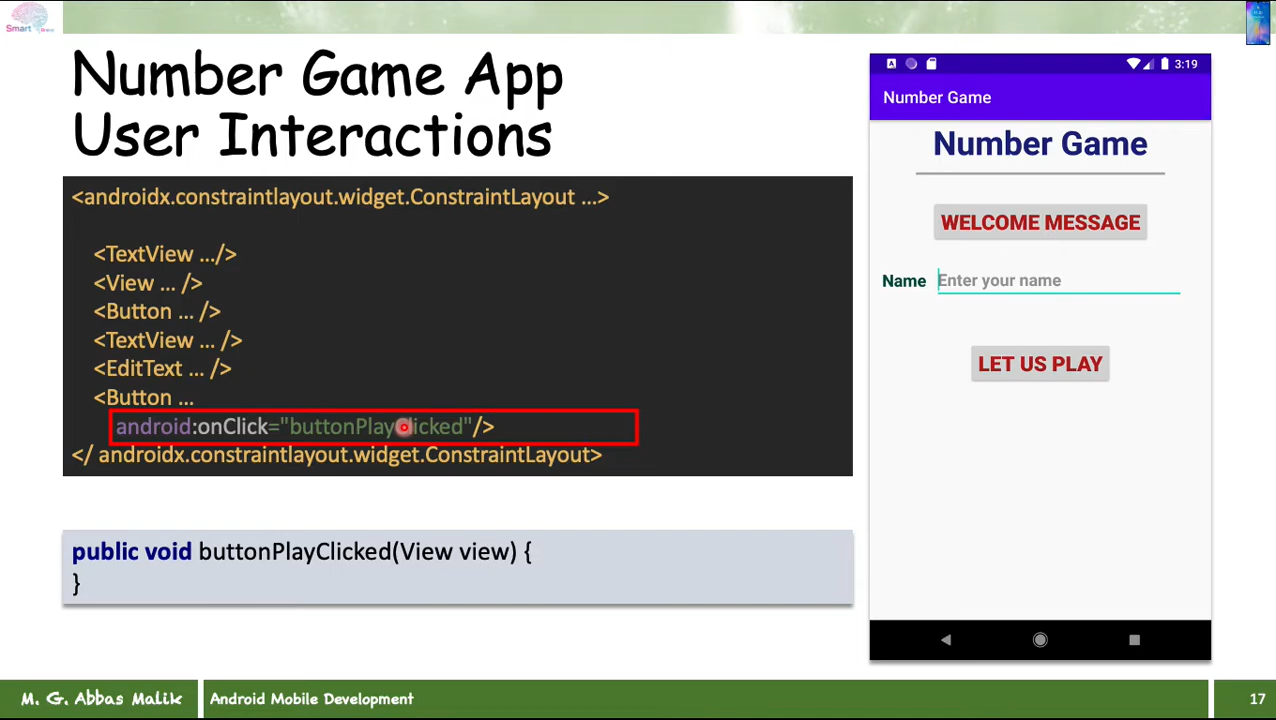 Smart Brains
Number Game App
User Interactions
<androidx.constraintlayout.widget.ConstraintLayout ...>
<TextView .../>
<View ... />
<Button ... />
<TextView ... />
<EditText ... />
<Button ...
android:onClick="buttonPlayClicked"/>
</ androidx.constraintlayout.widget.ConstraintLayout>
public void buttonPlayClicked(View view) {
}
3:19
Number Game
Number Game
WELCOME MESSAGE
Name Enter your name
LET US PLAY
M. G. Abbas Malik
Android Mobile Development
17